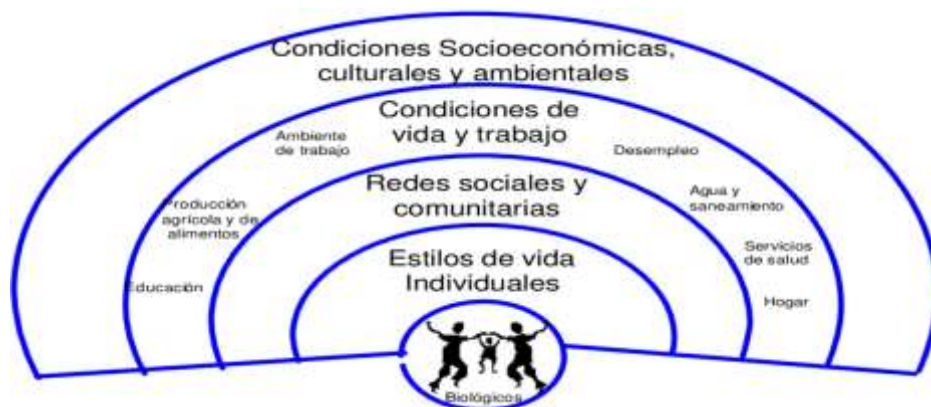 Condiciones Socioeconómicas,
culturales y ambientales
Condiciones de
vida y trabajo
Ambiente
de trabajo
Desempleo
Redes sociales y
comunitarias
Producción
agrícola y de
alimentos
Agua y
saneamiento
Estilos de vida
Individuales
Servicios
de salud
Educación
Hogar
Biológicos